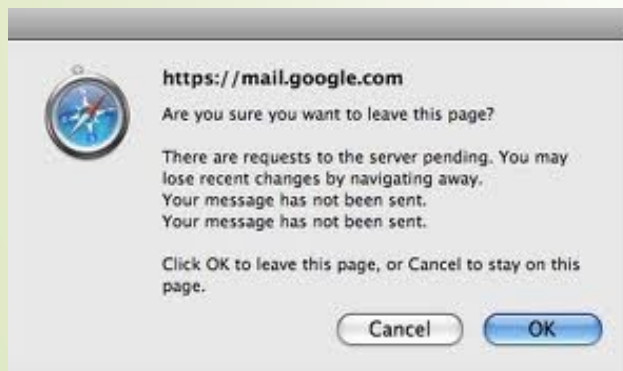 https://mail.google.com
Are you sure you want to leave this page?
There are requests to the server pending. You may
lose recent changes by navigating away.
Your message has not been sent.
Your message has not been sent.
Click OK to leave this page, or Cancel to stay on this
page.
Cancel OK